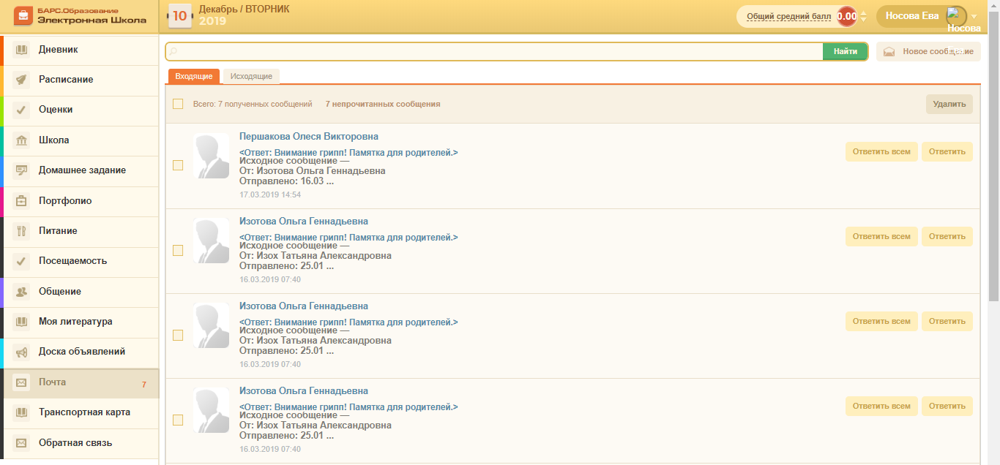 БАРС.Образование
Электронная Школа
10
Декабрь / ВТОРНИК
2019
Общий средний балл
0.00
Носова Ева
Носова
Ева
Дневник
Расписание
Оценки
Школа
Домашнее задание
Портфолио
Питание
Посещаемость
Общение
Моя литература
Доска объявлений
Почта
7
Транспортная карта
Обратная связь
Найти
Новое сообщение
Входящие
Исходящие
Всего: 7 полученных сообщений
7 непрочитанных сообщения
Удалить
Першакова Олеся Викторовна
<Ответ: Внимание грипп! Памятка для родителей.>
Исходное сообщение —
От: Изотова Ольга Геннадьевна
Отправлено: 16.03 ...
17.03.2019 14:54
Ответить всем
Ответить
Изотова Ольга Геннадьевна
<Ответ: Внимание грипп! Памятка для родителей.>
Исходное сообщение —
От: Изох Татьяна Александровна
Отправлено: 25.01 ...
16.03.2019 07:40
Ответить всем
Ответить
Изотова Ольга Геннадьевна
<Ответ: Внимание грипп! Памятка для родителей.>
Исходное сообщение —
От: Изох Татьяна Александровна
Отправлено: 25.01 ...
16.03.2019 07:40
Ответить всем
Ответить
Изотова Ольга Геннадьевна
<Ответ: Внимание грипп! Памятка для родителей.>
Исходное сообщение —
От: Изох Татьяна Александровна
Отправлено: 25.01 ...
16.03.2019 07:40
Ответить всем
Ответить